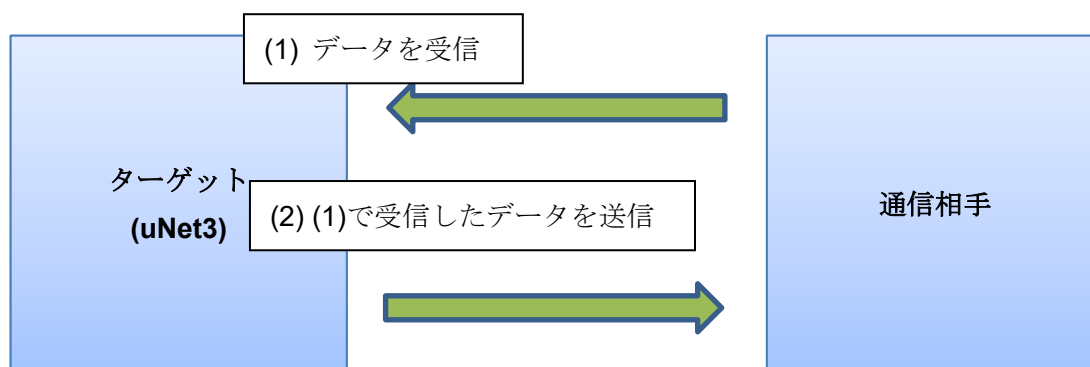 (1) データを受信
ターゲット
(uNet3)
(2) (1)で受信したデータを送信
通信相手